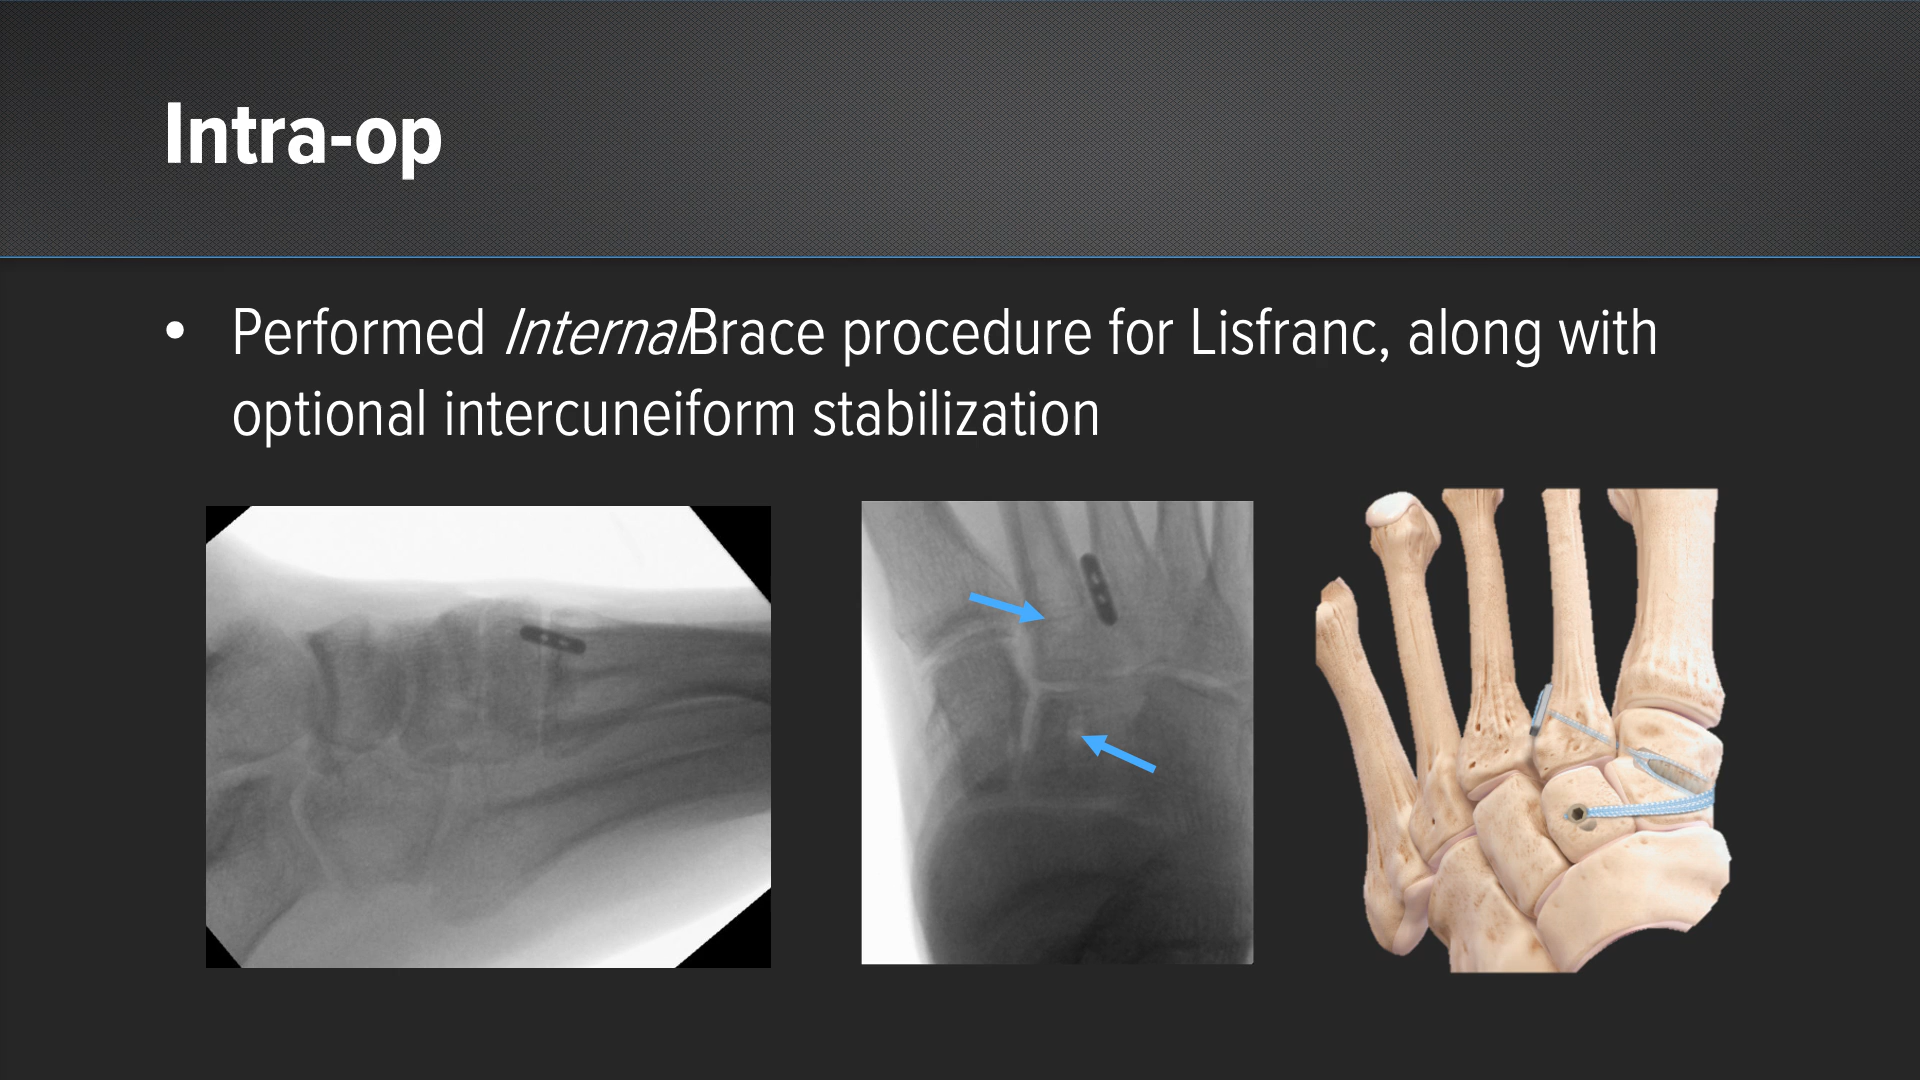 Intra-op
• Performed InternalBrace procedure for Lisfranc, along with
optional intercuneiform stabilization